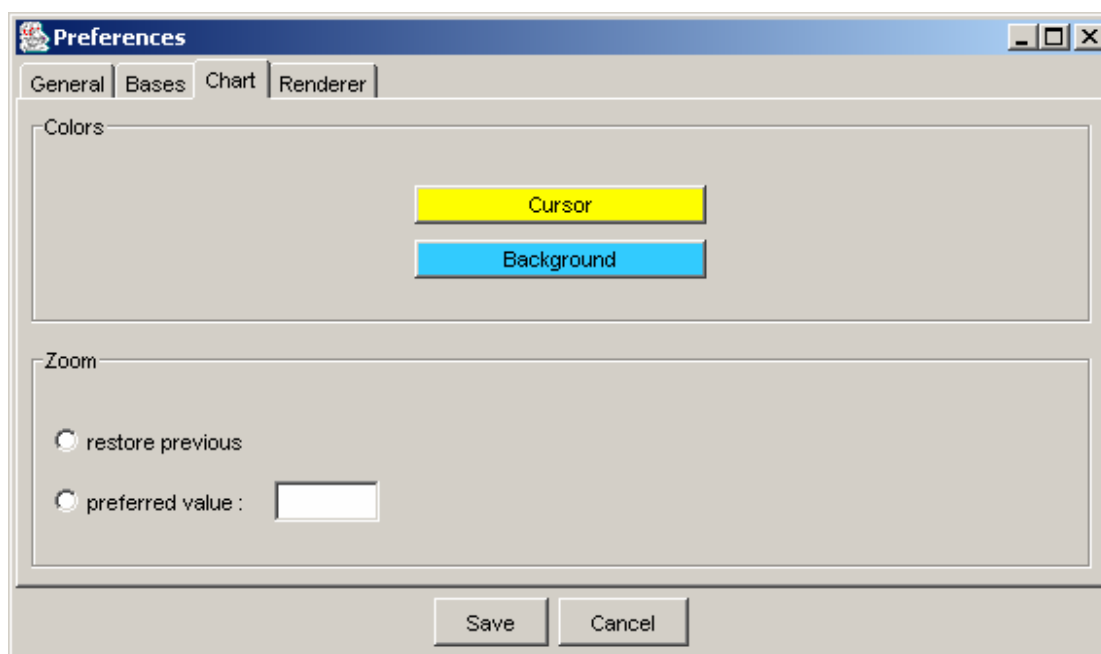 Preferences
General Bases Chart Renderer
Colors
Cursor
Background
Zoom
restore previous
preferred value :
Save Cancel